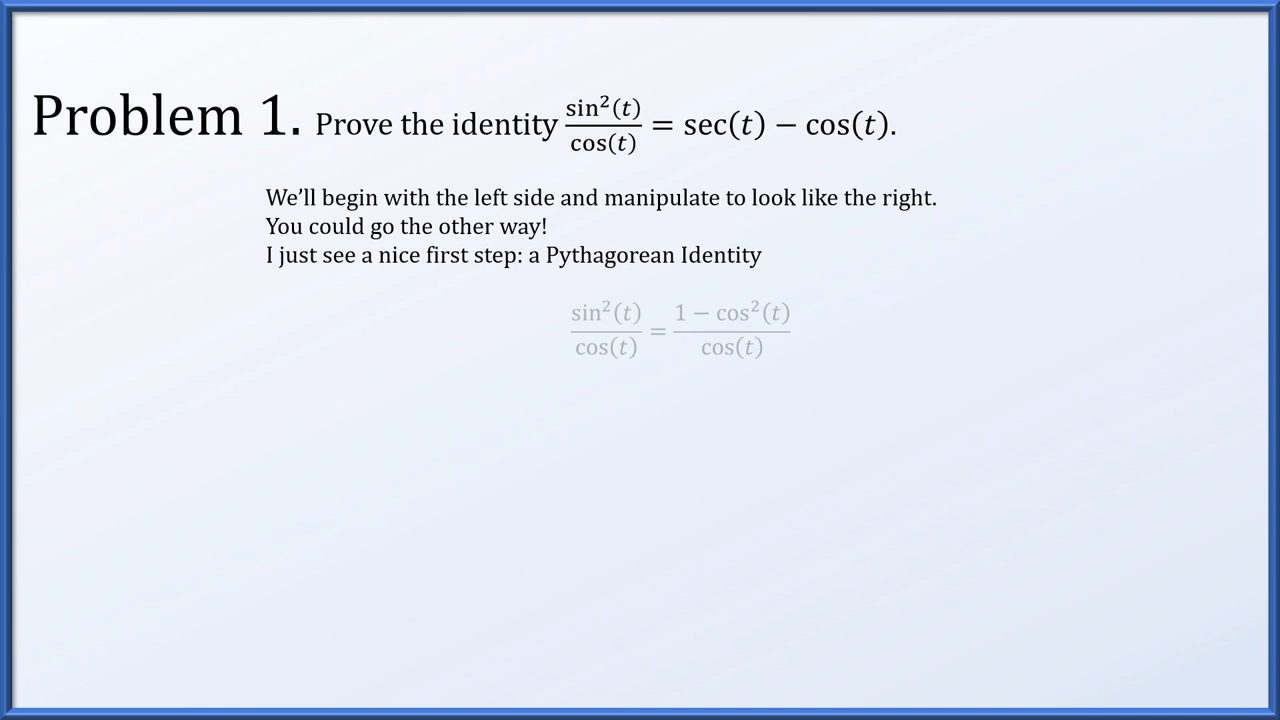 Problem 1. Prove the identity sin²(t)/cos(t) = sec(t) − cos(t).
We’ll begin with the left side and manipulate to look like the right.
You could go the other way!
I just see a nice first step: a Pythagorean Identity
sin²(t)/cos(t) = 1 − cos²(t)/cos(t)